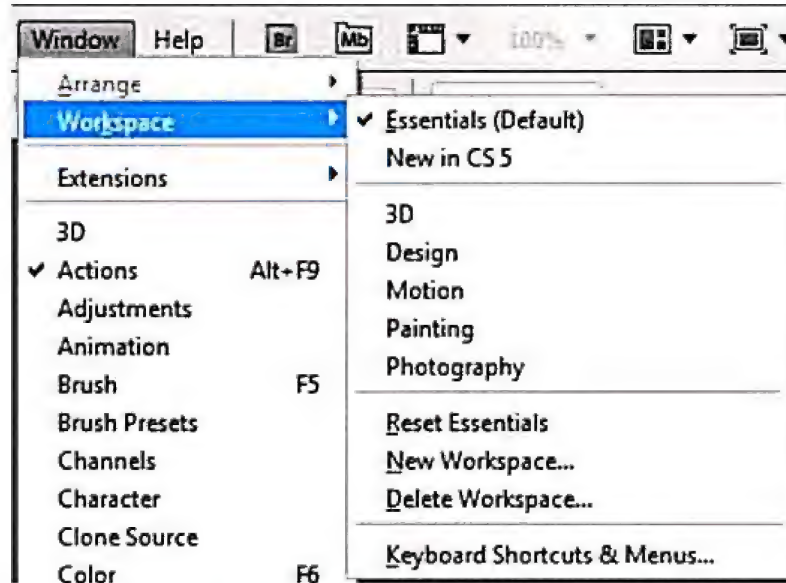 Window Help Br Mb 100%
Arrange
Workspace
Extensions
3D
Actions Alt+F9
Adjustments
Animation
Brush F5
Brush Presets
Channels
Character
Clone Source
Color F6
Essentials (Default)
New in CS 5
3D
Design
Motion
Painting
Photography
Reset Essentials
New Workspace...
Delete Workspace...
Keyboard Shortcuts & Menus...